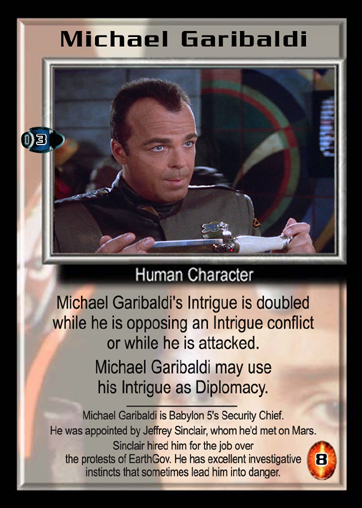 Michael Garibaldi
3
Human Character
Michael Garibaldi's Intrigue is doubled
while he is opposing an Intrigue conflict
or while he is attacked.
Michael Garibaldi may use
his Intrigue as Diplomacy.
Michael Garibaldi is Babylon 5's Security Chief.
He was appointed by Jeffrey Sinclair, whom he'd met on Mars.
Sinclair hired him for the job over
the protests of EarthGov. He has excellent investigative
instincts that sometimes lead him into danger.
8